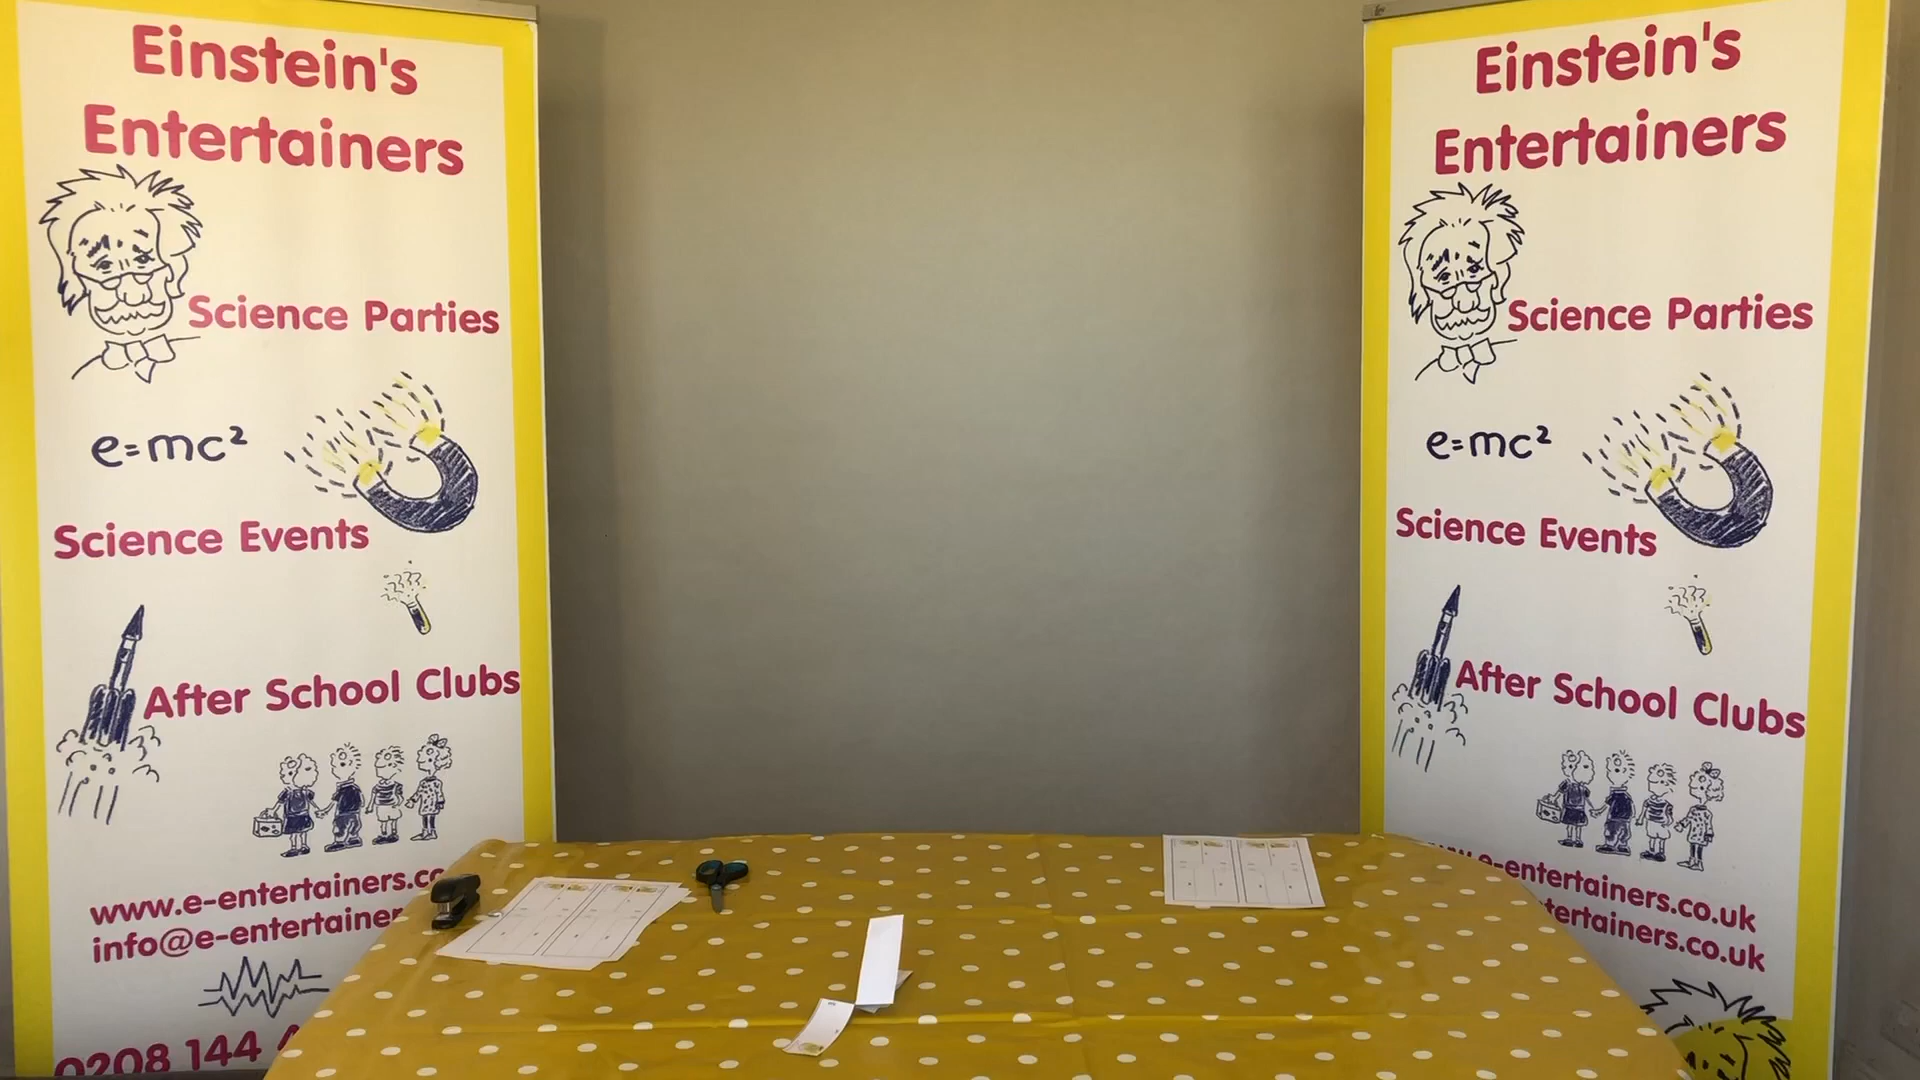 Einstein's
Entertainers
Science Parties
e=mc²
Science Events
After School Clubs
www.e-entertainers.co
info@e-entertainer
0208 144
Einstein's
Entertainers
Science Parties
e=mc²
Science Events
After School Clubs
www.e-entertainers.co.uk
tertainers.co.uk